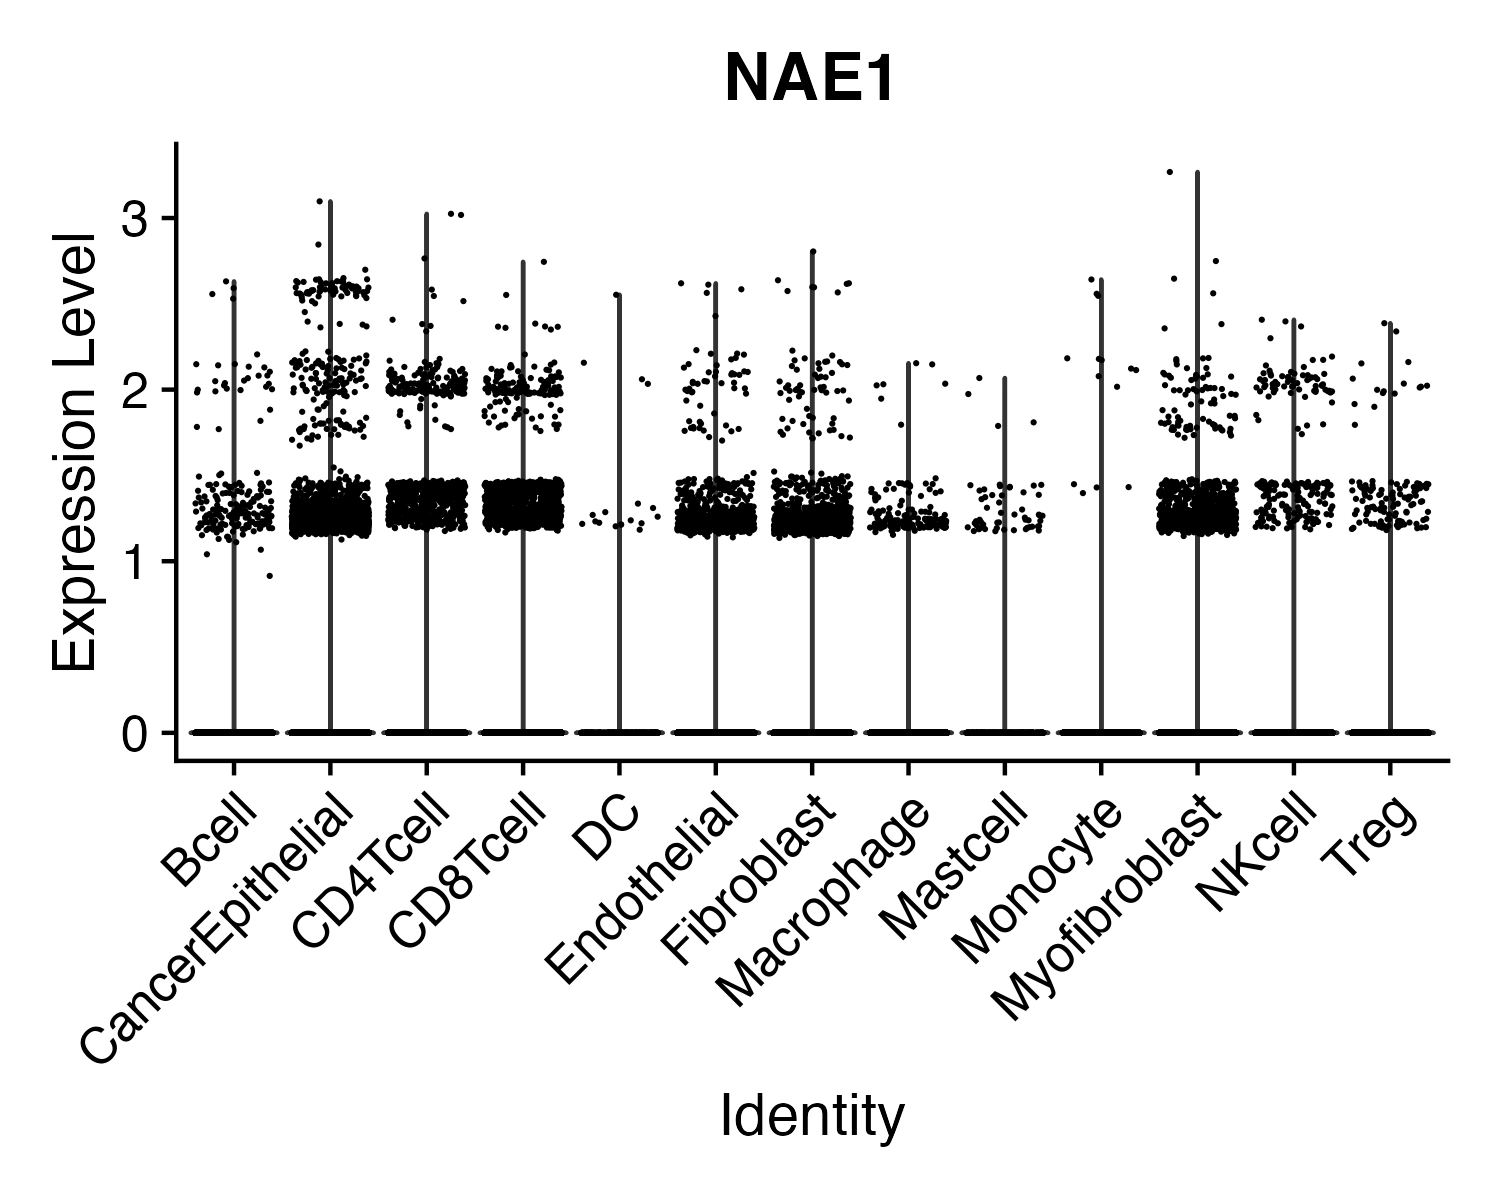 NAE1
Expression Level
3
2
1
0
Bcell
CancerEpithelial
CD4Tcell
CD8Tcell
DC
Endothelial
Fibroblast
Macrophage
Mastcell
Monocyte
Myofibroblast
NKcell
Treg
Identity